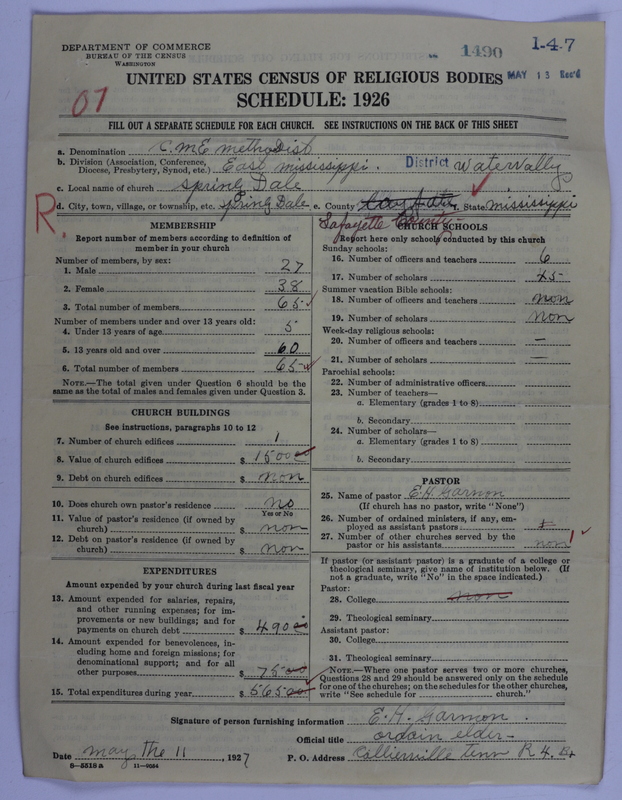 DEPARTMENT OF COMMERCE
BUREAU OF THE CENSUS
WASHINGTON
1490
1-4-7
MAY 13 Rec'd
07
UNITED STATES CENSUS OF RELIGIOUS BODIES
SCHEDULE: 1926
FILL OUT A SEPARATE SCHEDULE FOR EACH CHURCH. SEE INSTRUCTIONS ON THE BACK OF THIS SHEET
a. Denomination C.M.E methodist
b. Division (Association, Conference, Diocese, Presbytery, Synod, etc.) East mississippi. District Watervally
c. Local name of church Spring Dale
d. City, town, village, or township, etc. Spring Dale e. County f. State mississippi
Lafayette County
R.
MEMBERSHIP
Report number of members according to definition of
member in your church
Number of members, by sex:
1. Male 27
2. Female 38
3. Total number of members 65
Number of members under and over 13 years old:
4. Under 13 years of age 5
5. 13 years old and over 60
6. Total number of members 65
NOTE.—The total given under Question 6 should be the
same as the total of males and females given under Question 3.
CHURCH BUILDINGS
See instructions, paragraphs 10 to 12
7. Number of church edifices 1
8. Value of church edifices $ 1500
9. Debt on church edifices $ non
10. Does church own pastor's residence no
Yes or No
11. Value of pastor's residence (if owned by
church) $ non
12. Debt on pastor's residence (if owned by
church) $ non
EXPENDITURES
Amount expended by your church during last fiscal year
13. Amount expended for salaries, repairs,
and other running expenses; for im-
provements or new buildings; and for
payments on church debt $ 490
14. Amount expended for benevolences, in-
cluding home and foreign missions; for
denominational support; and for all
other purposes $ 75
15. Total expenditures during year $ 565
CHURCH SCHOOLS
Report here only schools conducted by this church
Sunday schools:
16. Number of officers and teachers 6
17. Number of scholars 45
Summer vacation Bible schools:
18. Number of officers and teachers non
19. Number of scholars non
Week-day religious schools:
20. Number of officers and teachers —
21. Number of scholars —
Parochial schools:
22. Number of administrative officers
23. Number of teachers—
a. Elementary (grades 1 to 8)
b. Secondary
24. Number of scholars—
a. Elementary (grades 1 to 8)
b. Secondary
PASTOR
25. Name of pastor E.H. Garmon
(If church has no pastor, write "None")
26. Number of ordained ministers, if any, em-
ployed as assistant pastors
27. Number of other churches served by the
pastor or his assistants non 1
If pastor (or assistant pastor) is a graduate of a college or
theological seminary, give name of institution below. (If
not a graduate, write "No" in the space indicated.)
Pastor:
28. College non
29. Theological seminary
Assistant pastor:
30. College
31. Theological seminary
NOTE.—Where one pastor serves two or more churches,
Questions 28 and 29 should be answered only on the schedule
for one of the churches; on the schedules for the other churches,
write "See schedule for church."
Signature of person furnishing information E.H. Garmon.
Official title ordain elder-
Date may the 11, 1927 P. O. Address Collierville tenn R 4. Bx
8-5518a 11-9054